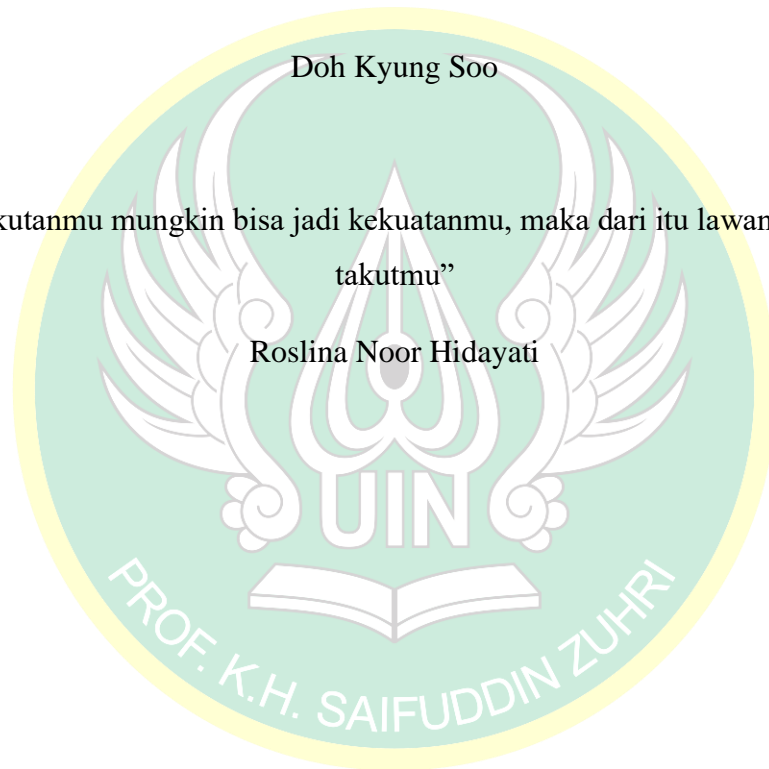 Doh Kyung Soo
kutanmu mungkin bisa jadi kekuatanmu, maka dari itu lawan
takutmu”
Roslina Noor Hidayati
UIN
PROF. K.H. SAIFUDDIN ZUHRI